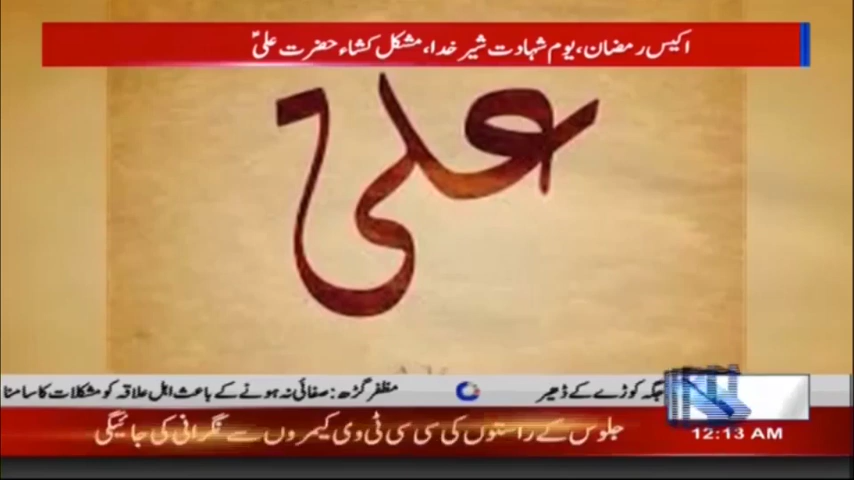 اکیس رمضان، یوم شہادت شیر خدا، مشکل کشاء حضرت علیؑ
علی
جگہ کوڑے کے ڈھیر
مظفر گڑھ: صفائی نہ ہونے کے باعث اہل علاقہ کو مشکلات کا سامنا
جلوس کے راستوں کی سی سی ٹی وی کیمروں سے نگرانی کی جائیگی
12:13 AM